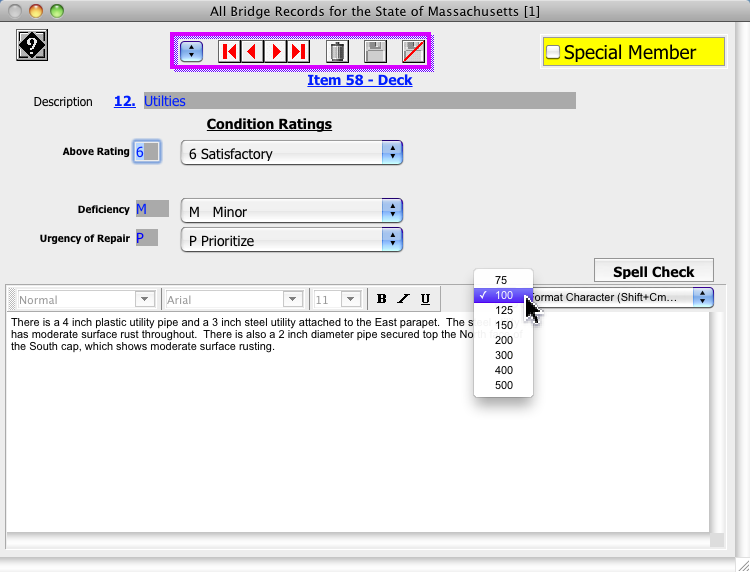 All Bridge Records for the State of Massachusetts [1]
?
Special Member
Item 58 - Deck
Description 12. Utilties
Condition Ratings
Above Rating 6 6 Satisfactory
Deficiency M M Minor
Urgency of Repair P P Prioritize
Spell Check
Normal Arial 11 B I U ormat Character (Shift+Cm...
75
✓ 100
125
150
200
300
400
500
There is a 4 inch plastic utility pipe and a 3 inch steel utility attached to the East parapet. The
has moderate surface rust throughout. There is also a 2 inch diameter pipe secured top the
the South cap, which shows moderate surface rusting.